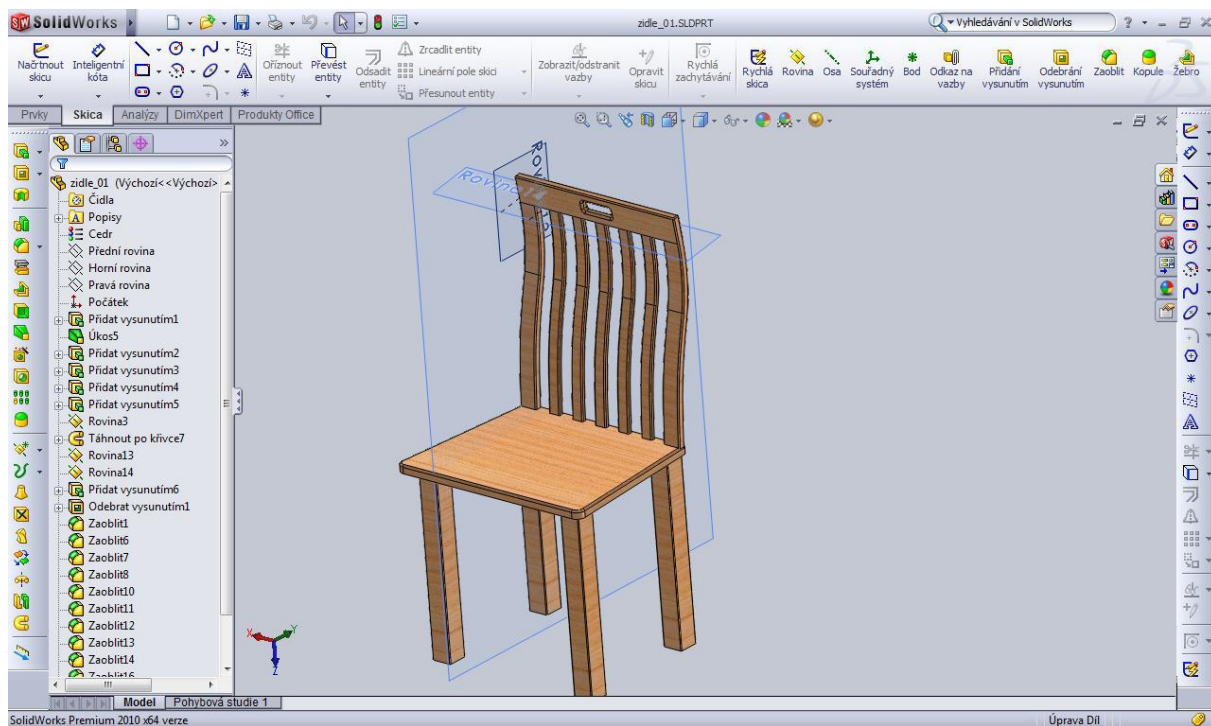 SolidWorks
zidle_01.SLDPRT
Vyhledávání v SolidWorks
Načrtnout skicu
Inteligentní kóta
Oříznout entity
Převést entity
Odsadit entity
Zrcadlit entity
Lineární pole skici
Přesunout entity
Zobrazit/odstranit vazby
Opravit skicu
Rychlá zachytávání
Rychlá skica
Rovina
Osa
Souřadný systém
Bod
Odkaz na vazby
Přidání vysunutím
Odebrání vysunutím
Zaoblit
Kopule
Žebro
Prvky
Skica
Analýzy
DimXpert
Produkty Office
zidle_01 (Výchozí<<Výchozí>
Čidla
Popisy
Cedr
Přední rovina
Horní rovina
Pravá rovina
Počátek
Přidat vysunutím1
Úkos5
Přidat vysunutím2
Přidat vysunutím3
Přidat vysunutím4
Přidat vysunutím5
Rovina3
Táhnout po křivce7
Rovina13
Rovina14
Přidat vysunutím6
Odebrat vysunutím1
Zaoblit1
Zaoblit6
Zaoblit7
Zaoblit8
Zaoblit10
Zaoblit11
Zaoblit12
Zaoblit13
Zaoblit14
Zaoblit16
Rovina14
X
Y
Z
Model
Pohybová studie 1
SolidWorks Premium 2010 x64 verze
Úprava Díl